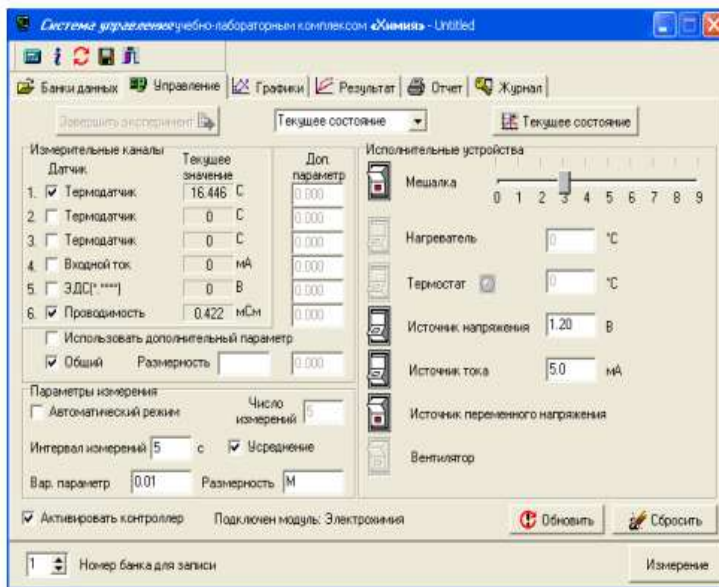 Система управления учебно-лабораторным комплексом «Химия» - Untitled
Банки данных Управление Графики Результат Отчет Журнал
Завершить эксперимент Текущее состояние Текущее состояние
Измерительные каналы Исполнительные устройства
Датчик Текущее значение Доп. параметр
1. Термодатчик 16.446 С 0.000
2. Термодатчик 0 С 0.000
3. Термодатчик 0 С 0.000
4. Входной ток 0 мА 0.000
5. ЭДС(*.****) 0 В 0.000
6. Проводимость 0.422 мСм 0.000
Использовать дополнительный параметр
Общий Размерность 0.000
Мешалка 0 1 2 3 4 5 6 7 8 9
Нагреватель 0 °C
Термостат 0 °C
Источник напряжения 1.20 В
Источник тока 5.0 мА
Источник переменного напряжения
Вентилятор
Параметры измерения
Автоматический режим Число измерений 5
Интервал измерений 5 с Усреднение
Вар. параметр 0.01 Размерность М
Активировать контроллер Подключен модуль: Электрохимия Обновить Сбросить
1 Номер банка для записи Измерение